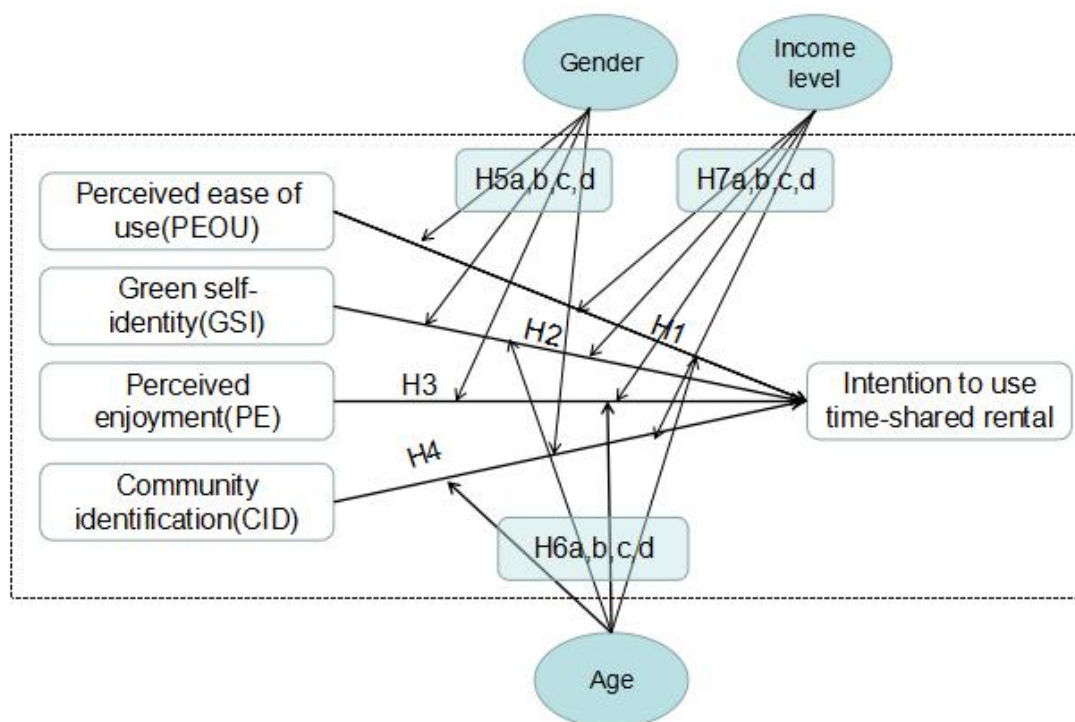 Gender
Income
level
H5a,b,c,d
H7a,b,c,d
Perceived ease of
use(PEOU)
Green self-
identity(GSI)
H2
H1
Perceived
enjoyment(PE)
H3
Intention to use
time-shared rental
H4
Community
identification(CID)
H6a,b,c,d
Age